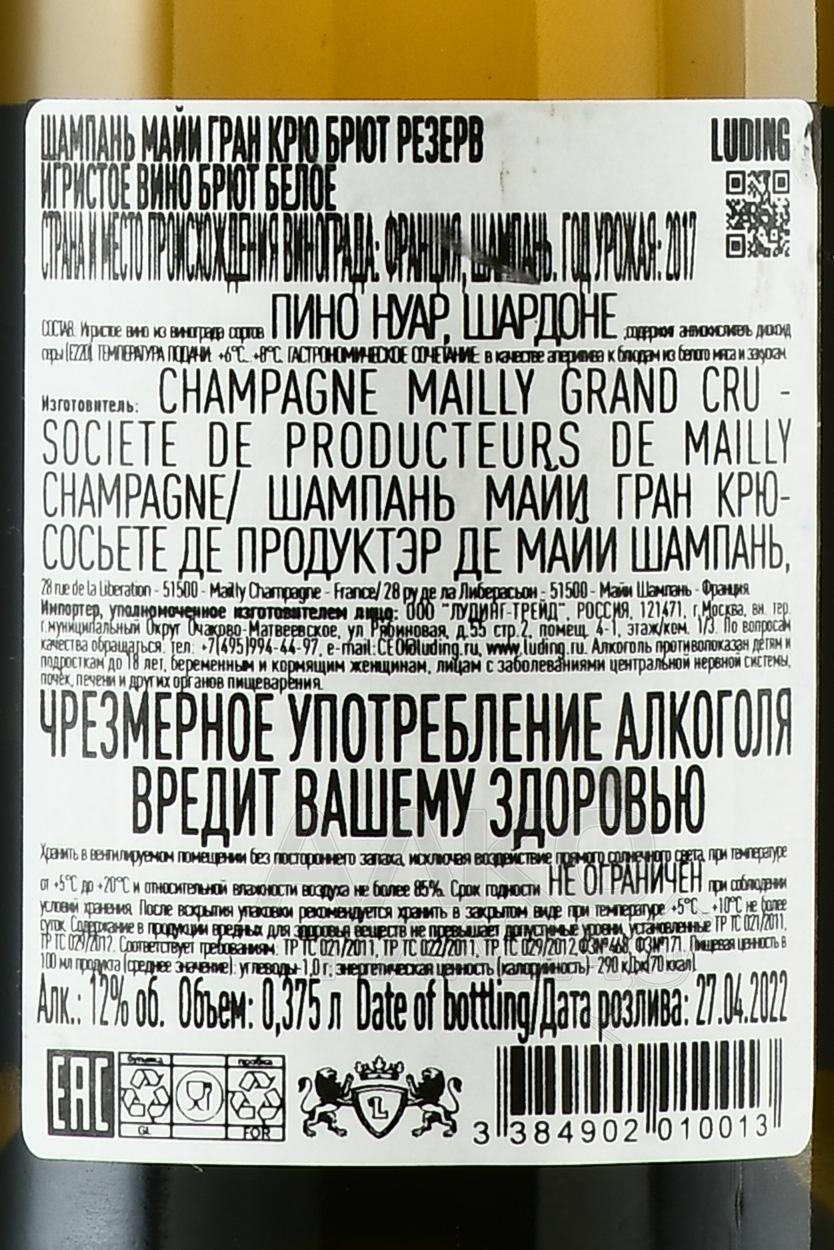 ШАМПАНЬ МАЙИ ГРАН КРЮ БРЮТ РЕЗЕРВ
LUDING
ИГРИСТОЕ ВИНО БРЮТ БЕЛОЕ
СТРАНА И МЕСТО ПРОИСХОЖДЕНИЯ ВИНОГРАДА: ФРАНЦИЯ, ШАМПАНЬ. ГОД УРОЖАЯ: 2017
СОСТАВ: Игристое вино из винограда сортов ПИНО НУАР, ШАРДОНЕ ,содержит антиокислитель диоксид
серы (E220). ТЕМПЕРАТУРА ПОДАЧИ: +6°C...+8°C. ГАСТРОНОМИЧЕСКОЕ СОЧЕТАНИЕ: в качестве аперитива к блюдам из белого мяса и закускам.
Изготовитель: CHAMPAGNE MAILLY GRAND CRU -
SOCIETE DE PRODUCTEURS DE MAILLY
CHAMPAGNE/ ШАМПАНЬ МАЙИ ГРАН КРЮ-
СОСЬЕТЕ ДЕ ПРОДУКТЭР ДЕ МАЙИ ШАМПАНЬ,
28 rue de la Liberation - 51500 - Mailly Champagne - France/ 28 ру де ла Либерасьон - 51500 - Майи Шампань - Франция
Импортер, уполномоченное изготовителем лицо: ООО "ЛУДИНГ-ТРЕЙД", РОССИЯ, 121471, г.Москва, вн. тер.
г.муниципальный Округ Очаково-Матвеевское, ул Рябиновая, д.55 стр.2, помещ. 4-1, этаж/ком. 1/3. По вопросам
качества обращаться: тел: +7(495)994-44-97, e-mail:CEO@luding.ru, www.luding.ru. Алкоголь противопоказан детям и
подросткам до 18 лет, беременным и кормящим женщинам, лицам с заболеваниями центральной нервной системы,
почек, печени и других органов пищеварения.
ЧРЕЗМЕРНОЕ УПОТРЕБЛЕНИЕ АЛКОГОЛЯ
ВРЕДИТ ВАШЕМУ ЗДОРОВЬЮ
Хранить в вентилируемом помещении без постороннего запаха, исключая воздействие прямого солнечного света, при температуре
от +5°C до +20°C и относительной влажности воздуха не более 85%. Срок годности НЕ ОГРАНИЧЕН при соблюдении
условий хранения. После вскрытия упаковки рекомендуется хранить в закрытом виде при температуре +5°C ...+10°C не более
суток. Содержание в продукции вредных для здоровья веществ не превышает допустимые уровни, установленные ТР ТС 021/2011,
ТР ТС 029/2012. Соответствует требованиям: ТР ТС 021/2011, ТР ТС 022/2011, ТР ТС 029/2012,ФЗ№468, ФЗ№171. Пищевая ценность в
100 мл продукта (среднее значение): углеводы-1,0 г, энергетическая ценность (калорийность)- 290 кДж(70 ккал).
Алк.: 12% об. Объем: 0,375 л Date of bottling/Дата розлива: 27.04.2022
EAC
бутылка
пробка
GL
FOR
L
3 384902 010013